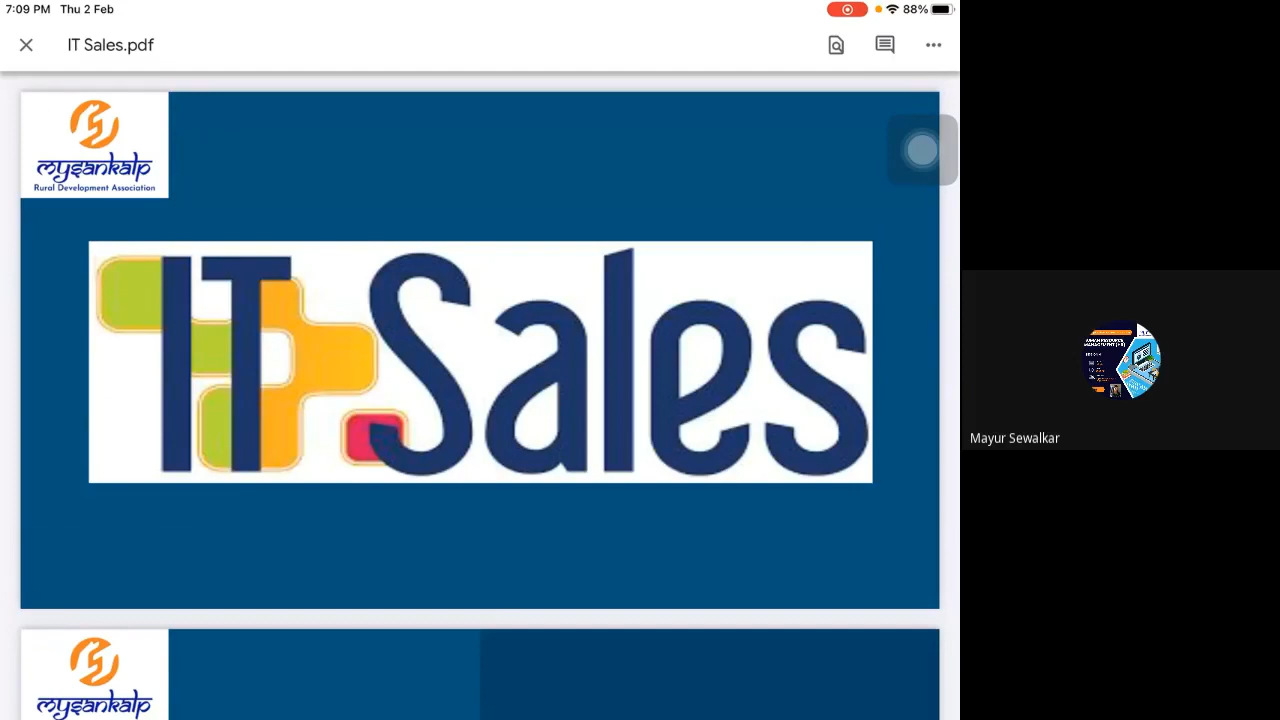 7:09 PM Thu 2 Feb
88%
IT Sales.pdf
mysankalp
Rural Development Association
IT Sales
mysankalp
Mayur Sewalkar